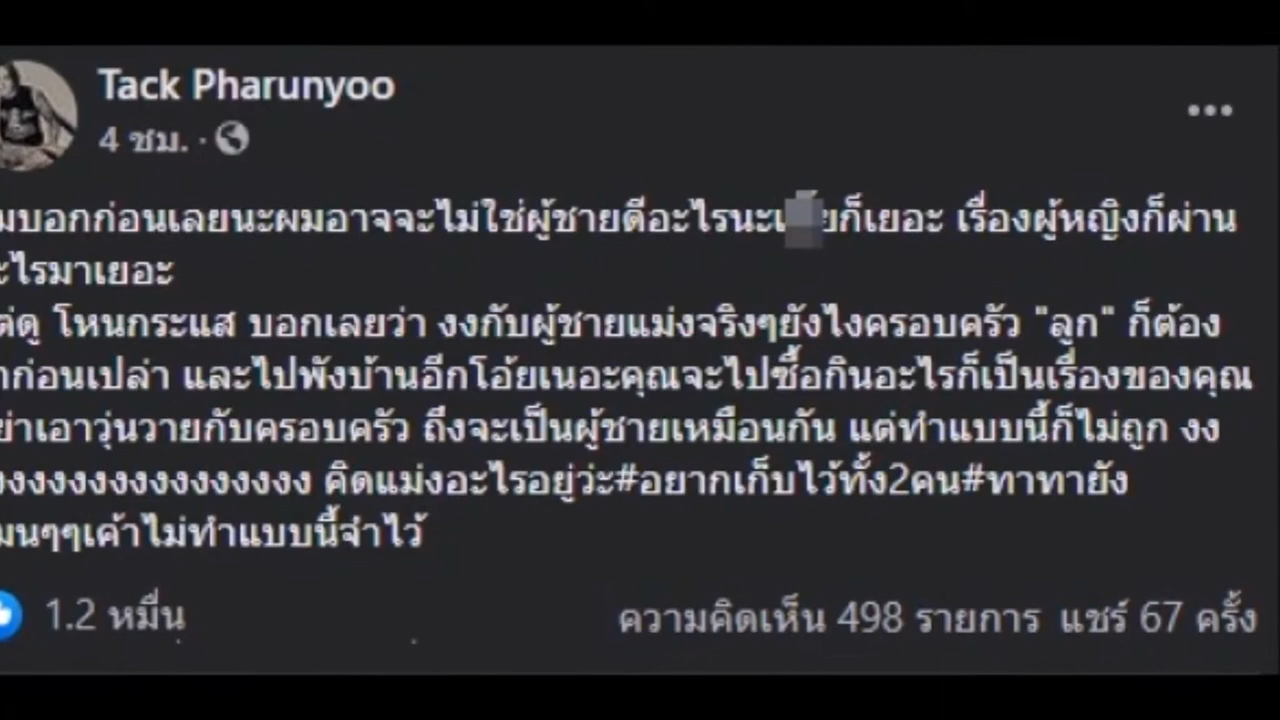 Tack Pharunyoo
4 ชม. ·
มบอกก่อนเลยนะผมอาจจะไม่ใช่ผู้ชายดีอะไรนะเ ยก็เยอะ เรื่องผู้หญิงก็ผ่าน
ะไรมาเยอะ
ต่ดู โหนกระแส บอกเลยว่า งงกับผู้ชายแม่งจริงๆยังไงครอบครัว "ลูก" ก็ต้อง
าก่อนเปล่า และไปพังบ้านอีกโอ้ยเนอะคุณจะไปซื้อกินอะไรก็เป็นเรื่องของคุณ
ย่าเอาวุ่นวายกับครอบครัว ถึงจะเป็นผู้ชายเหมือนกัน แต่ทำแบบนี้ก็ไม่ถูก งง
งงงงงงงงงงงงงงงงง คิดแม่งอะไรอยู่ว่ะ#อยากเก็บไว้ทั้ง2คน#ทาทายัง
มนๆๆเค้าไม่ทำแบบนี้จำไว้
1.2 หมื่น
ความคิดเห็น 498 รายการ แชร์ 67 ครั้ง